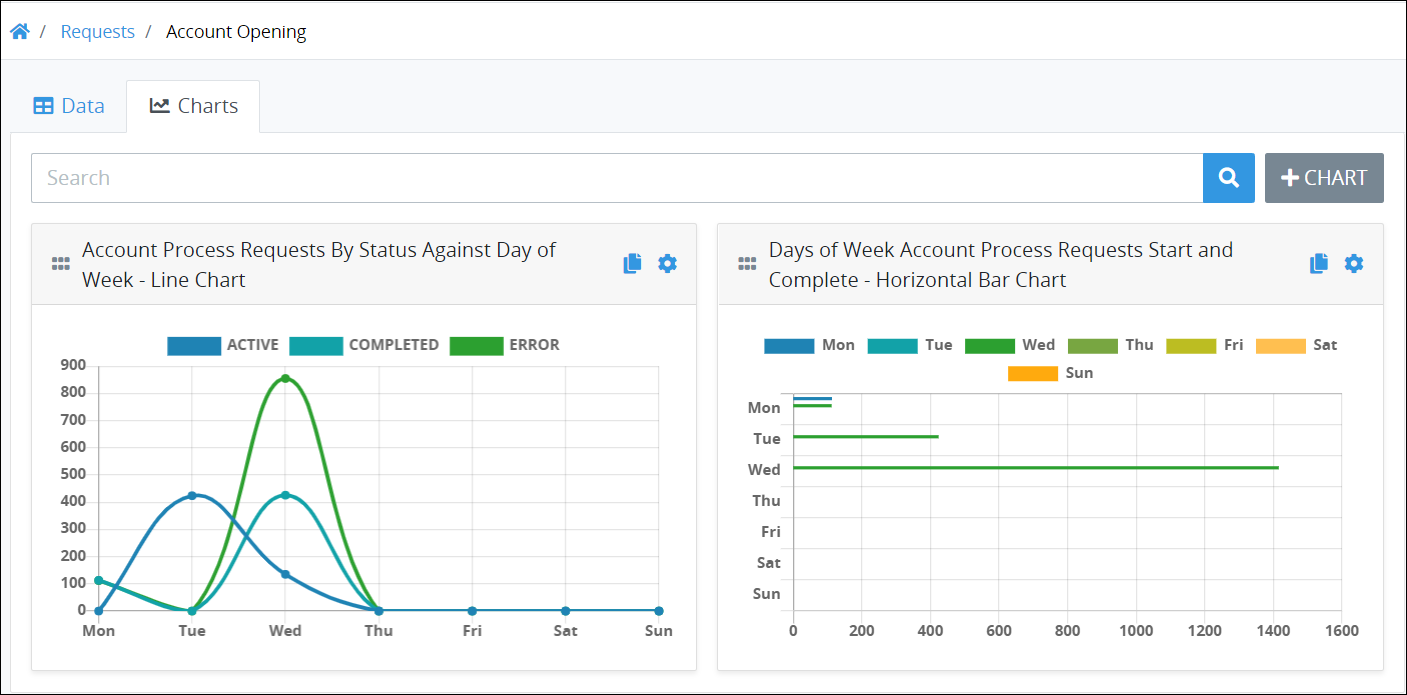 / Requests / Account Opening
Data Charts
Search CHART
Account Process Requests By Status Against Day of
Week - Line Chart
ACTIVE COMPLETED ERROR
900
800
700
600
500
400
300
200
100
0
Mon Tue Wed Thu Fri Sat Sun
Days of Week Account Process Requests Start and
Complete - Horizontal Bar Chart
Mon Tue Wed Thu Fri Sat
Sun
Mon
Tue
Wed
Thu
Fri
Sat
Sun
0 200 400 600 800 1000 1200 1400 1600